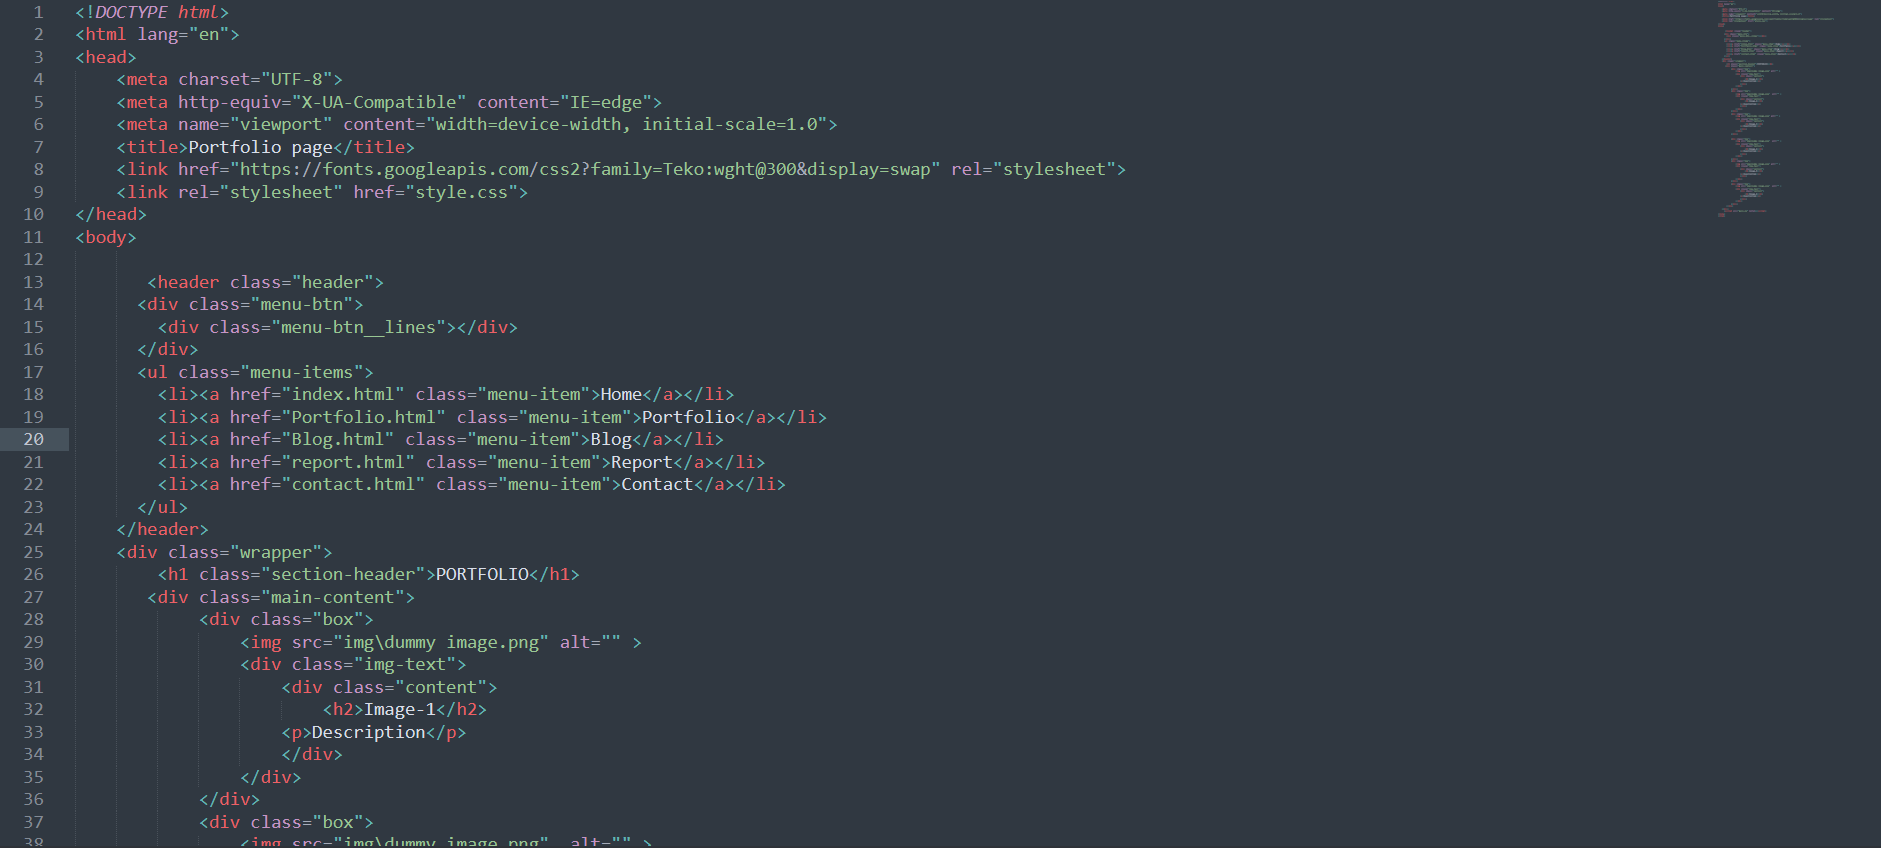 1 <!DOCTYPE html>
2 <html lang="en">
3 <head>
4     <meta charset="UTF-8">
5     <meta http-equiv="X-UA-Compatible" content="IE=edge">
6     <meta name="viewport" content="width=device-width, initial-scale=1.0">
7     <title>Portfolio page</title>
8     <link href="https://fonts.googleapis.com/css2?family=Teko:wght@300&display=swap" rel="stylesheet">
9     <link rel="stylesheet" href="style.css">
10 </head>
11 <body>
12
13        <header class="header">
14       <div class="menu-btn">
15         <div class="menu-btn__lines"></div>
16       </div>
17       <ul class="menu-items">
18         <li><a href="index.html" class="menu-item">Home</a></li>
19         <li><a href="Portfolio.html" class="menu-item">Portfolio</a></li>
20         <li><a href="Blog.html" class="menu-item">Blog</a></li>
21         <li><a href="report.html" class="menu-item">Report</a></li>
22         <li><a href="contact.html" class="menu-item">Contact</a></li>
23       </ul>
24     </header>
25     <div class="wrapper">
26         <h1 class="section-header">PORTFOLIO</h1>
27        <div class="main-content">
28             <div class="box">
29                 <img src="img\dummy image.png" alt="" >
30                 <div class="img-text">
31                     <div class="content">
32                         <h2>Image-1</h2>
33                     <p>Description</p>
34                     </div>
35                 </div>
36             </div>
37             <div class="box">
38                 <img src="img\dummy image.png"  alt="" >